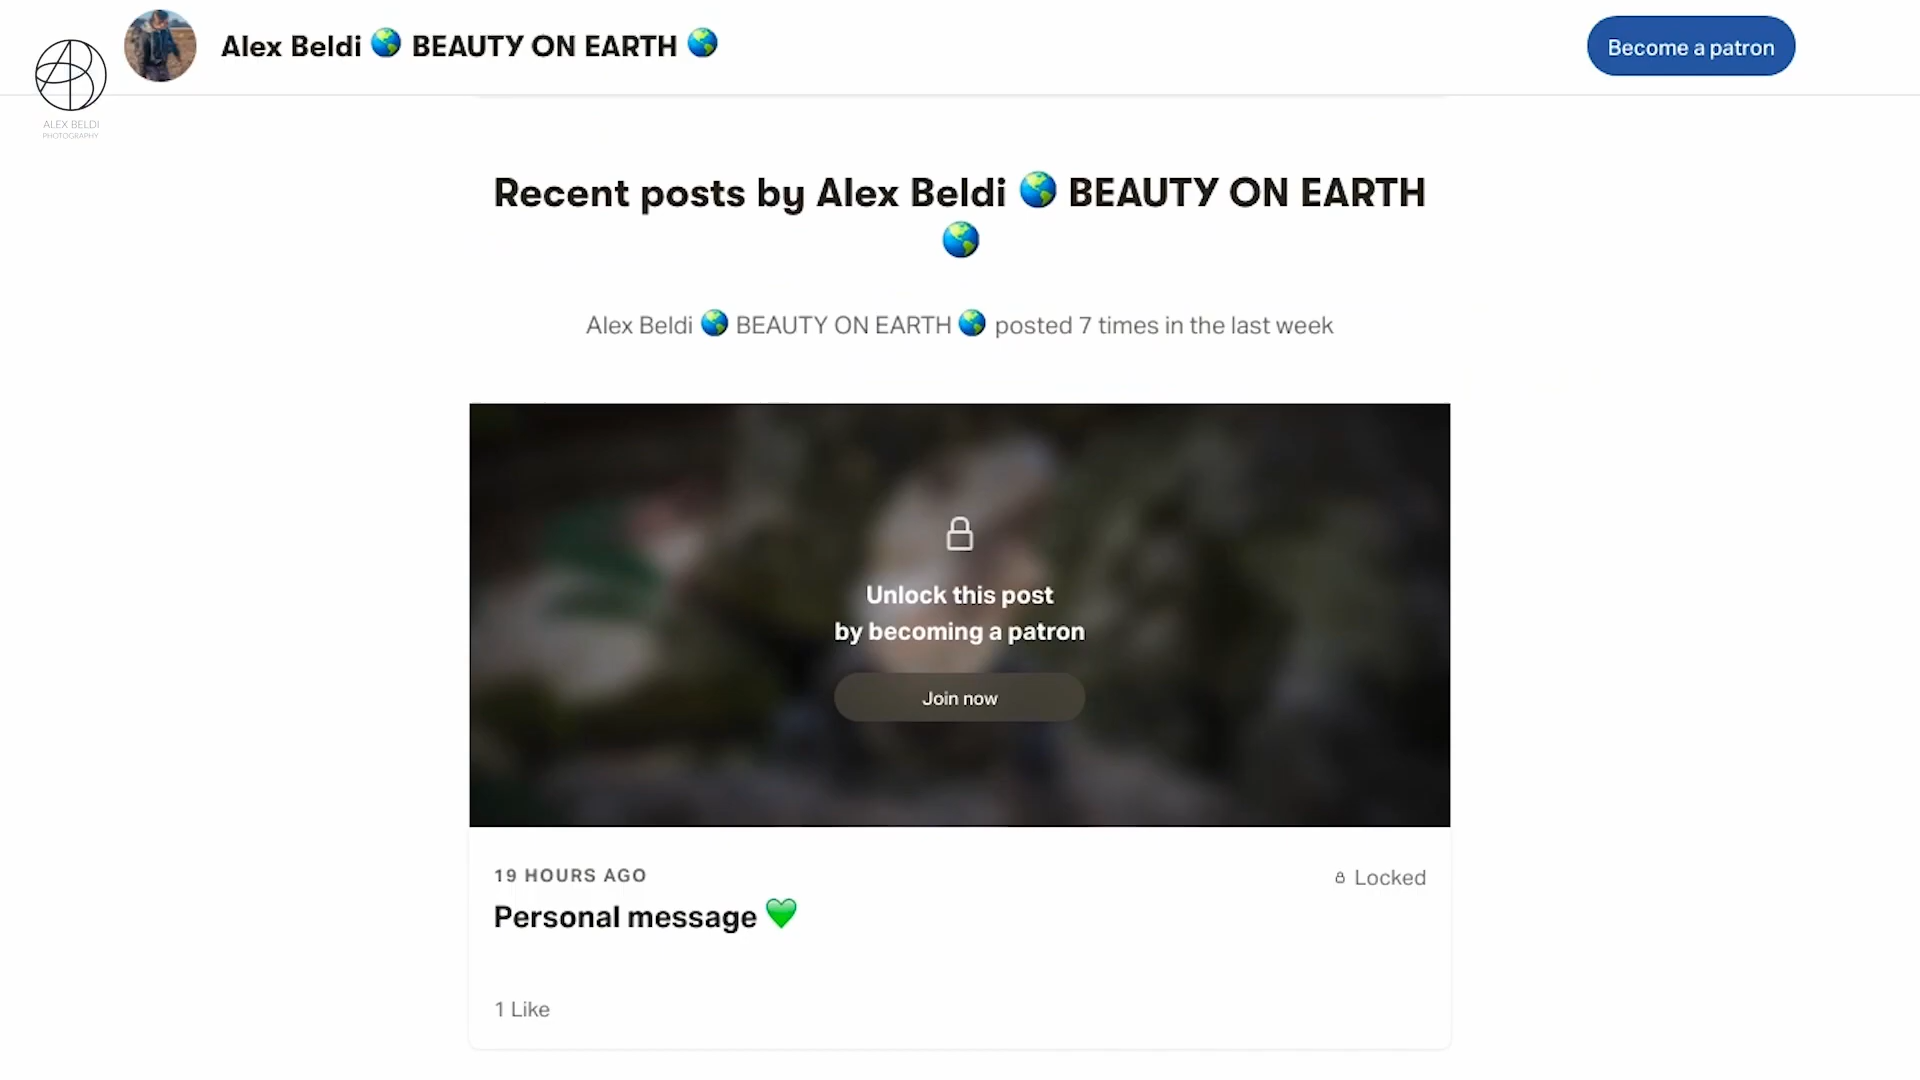 Alex Beldi 🌎 BEAUTY ON EARTH 🌎
Become a patron
ALEX BELDI
PHOTOGRAPHY
Recent posts by Alex Beldi 🌎 BEAUTY ON EARTH
🌎
Alex Beldi 🌎 BEAUTY ON EARTH 🌎 posted 7 times in the last week
Unlock this post
by becoming a patron
Join now
19 HOURS AGO
Locked
Personal message 💚
1 Like